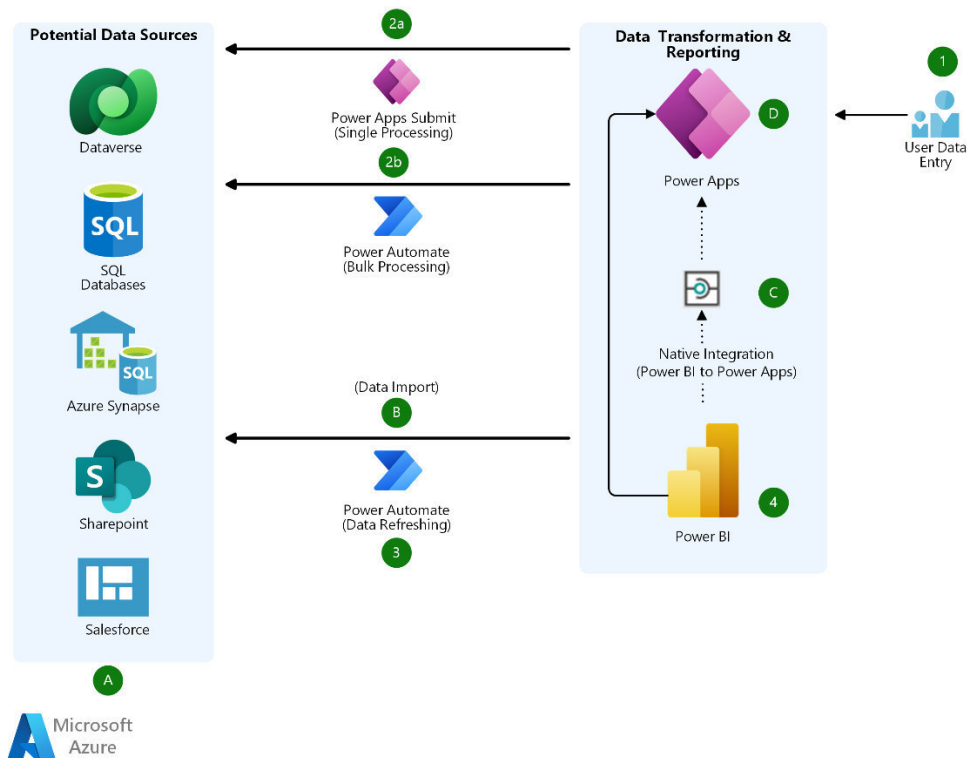 Potential Data Sources
Dataverse
SQL
SQL
Databases
SQL
Azure Synapse
S
Sharepoint
Salesforce
A
Microsoft
Azure
2a
Power Apps Submit
(Single Processing)
2b
Power Automate
(Bulk Processing)
(Data Import)
B
Power Automate
(Data Refreshing)
3
Data Transformation &
Reporting
D
Power Apps
C
Native Integration
(Power BI to Power Apps)
4
Power BI
1
User Data
Entry